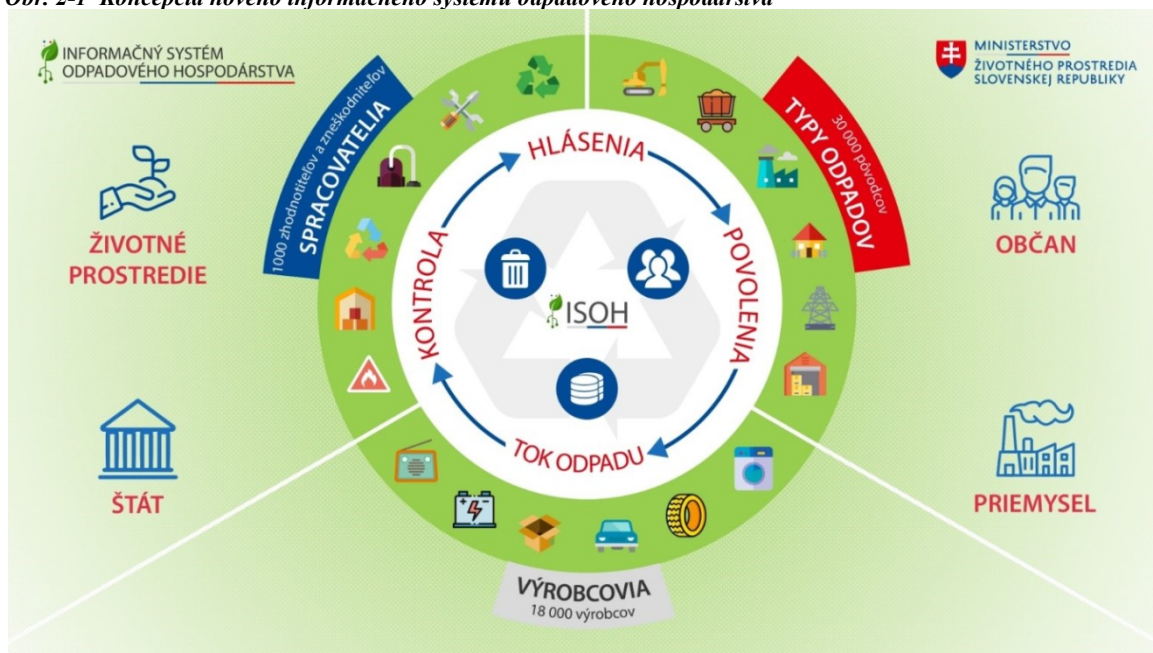 Obr. 2-1 Koncepcia nového informačného systému odpadového hospodárstva
INFORMAČNÝ SYSTÉM
ODPADOVÉHO HOSPODÁRSTVA
MINISTERSTVO
ŽIVOTNÉHO PROSTREDIA
SLOVENSKEJ REPUBLIKY
1000 zhodnotiteľov a zneškodniteľov
SPRACOVATELIA
30 000 pôvodcov
TYPY ODPADOV
HLÁSENIA
POVOLENIA
TOK ODPADU
KONTROLA
ISOH
ŽIVOTNÉ
PROSTREDIE
OBČAN
ŠTÁT
PRIEMYSEL
VÝROBCOVIA
18 000 výrobcov